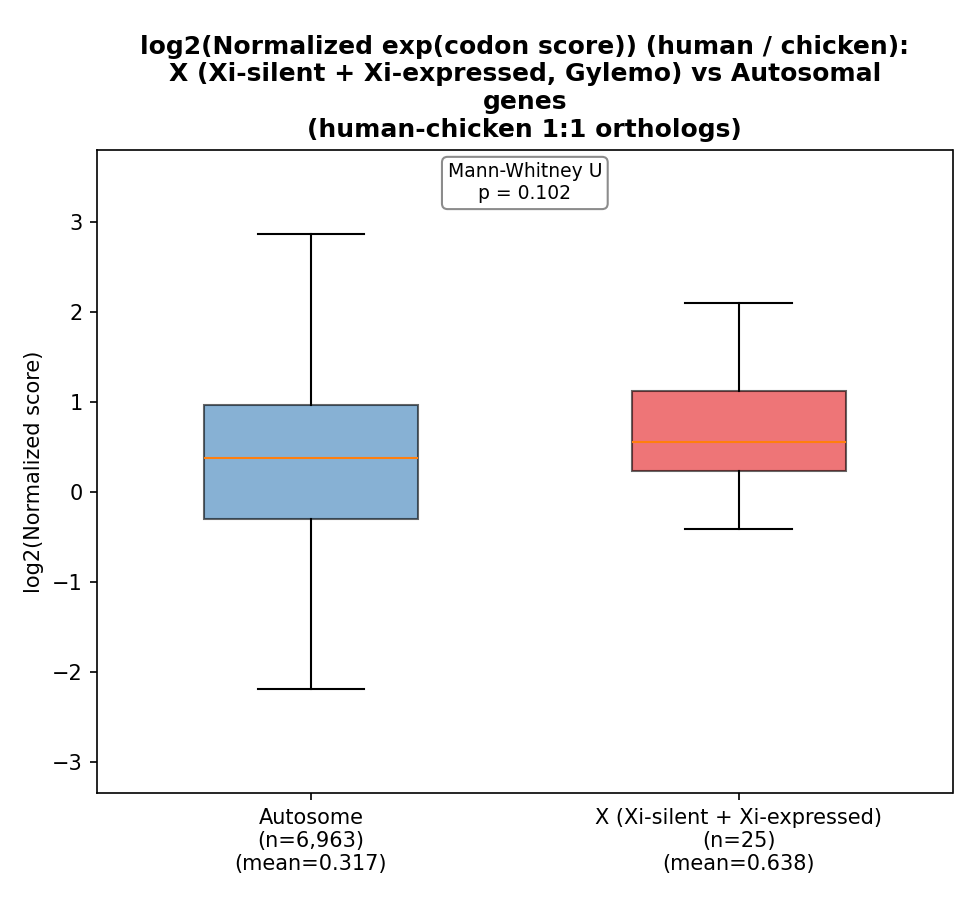 log2(Normalized exp(codon score)) (human / chicken):
X (Xi-silent + Xi-expressed, Gylemo) vs Autosomal
genes
(human-chicken 1:1 orthologs)
Mann-Whitney U
p = 0.102
log2(Normalized score)
3
2
1
0
−1
−2
−3
Autosome
(n=6,963)
(mean=0.317)
X (Xi-silent + Xi-expressed)
(n=25)
(mean=0.638)